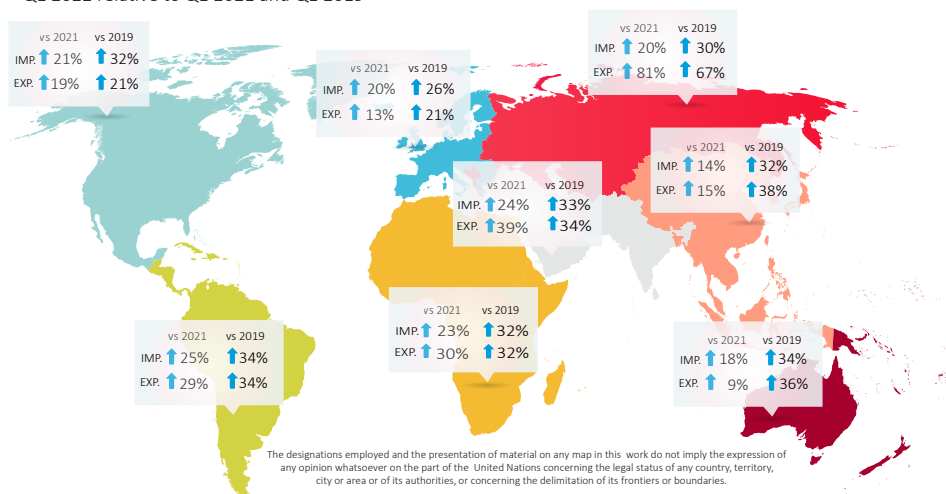 relative to 2021 and 2019
vs 2021 vs 2019
IMP. 21% 32%
EXP. 19% 21%
vs 2021 vs 2019
IMP. 20% 26%
EXP. 13% 21%
vs 2021 vs 2019
IMP. 20% 30%
EXP. 81% 67%
vs 2021 vs 2019
IMP. 14% 32%
EXP. 15% 38%
vs 2021 vs 2019
IMP. 24% 33%
EXP. 39% 34%
vs 2021 vs 2019
IMP. 25% 34%
EXP. 29% 34%
vs 2021 vs 2019
IMP. 23% 32%
EXP. 30% 32%
vs 2021 vs 2019
IMP. 18% 34%
EXP. 9% 36%
The designations employed and the presentation of material on any map in this work do not imply the expression of
any opinion whatsoever on the part of the United Nations concerning the legal status of any country, territory,
city or area or of its authorities, or concerning the delimitation of its frontiers or boundaries.